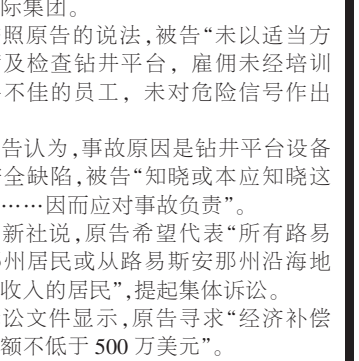 际集团。
照原告的说法,被告“未以适当方
及检查钻井平台，雇佣未经培训
不佳的员工，未对危险信号作出
告认为,事故原因是钻井平台设备
全缺陷,被告“知晓或本应知晓这
……因而应对事故负责”。
新社说,原告希望代表“所有路易
州居民或从路易斯安那州沿海地
收入的居民”,提起集体诉讼。
讼文件显示,原告寻求“经济补偿
额不低于 500 万美元”。